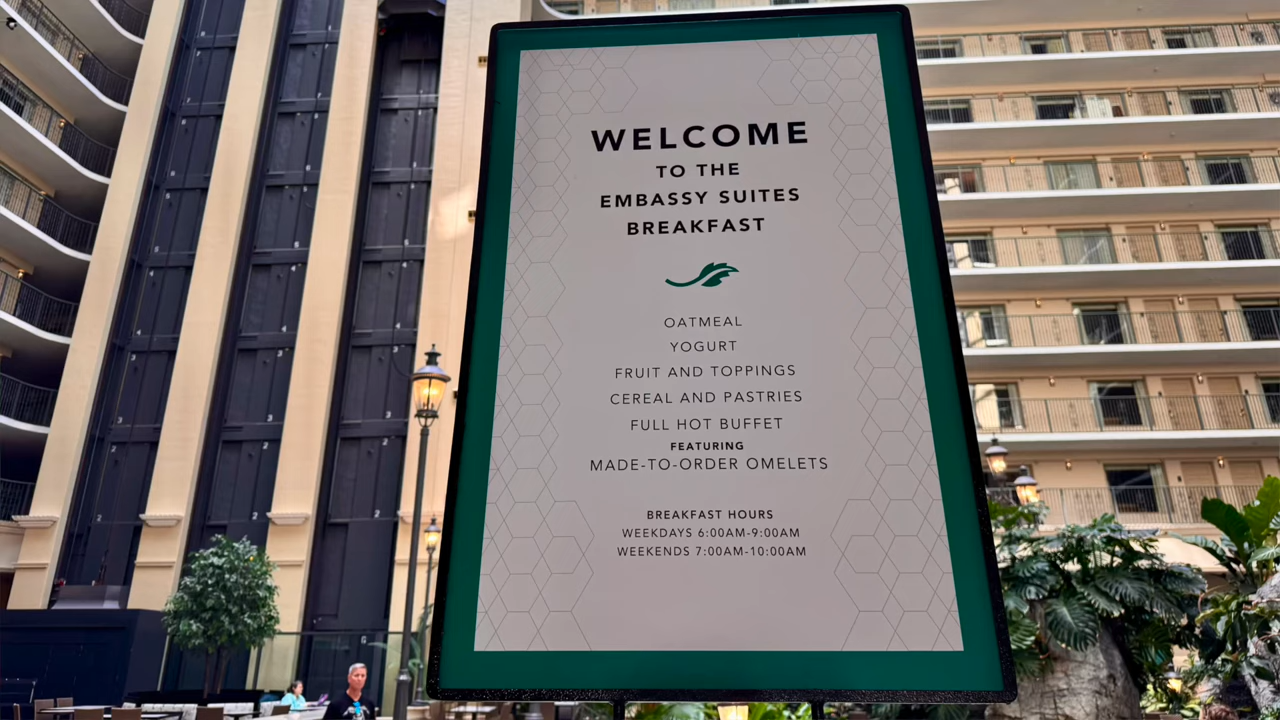 WELCOME
TO THE
EMBASSY SUITES
BREAKFAST
OATMEAL
YOGURT
FRUIT AND TOPPINGS
CEREAL AND PASTRIES
FULL HOT BUFFET
FEATURING
MADE-TO-ORDER OMELETS
BREAKFAST HOURS
WEEKDAYS 6:00AM-9:00AM
WEEKENDS 7:00AM-10:00AM